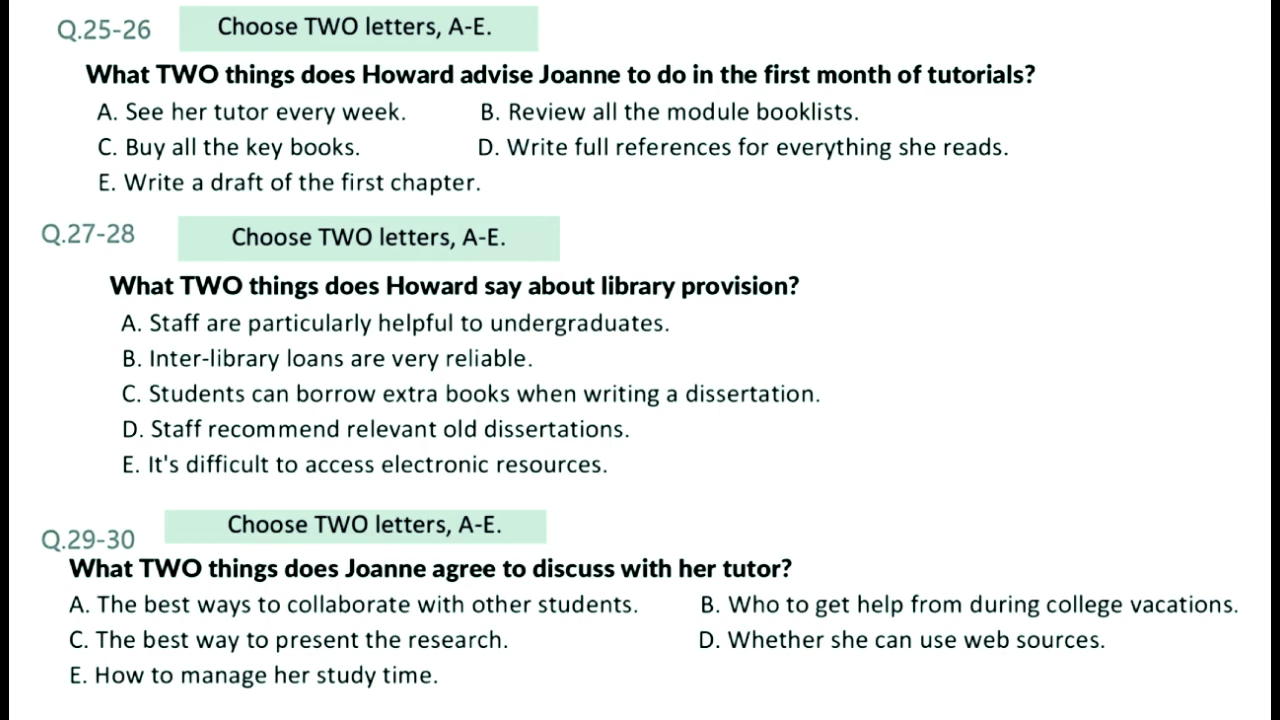 Q.25-26 Choose TWO letters, A-E.
What TWO things does Howard advise Joanne to do in the first month of tutorials?
A. See her tutor every week. B. Review all the module booklists.
C. Buy all the key books. D. Write full references for everything she reads.
E. Write a draft of the first chapter.
Q.27-28 Choose TWO letters, A-E.
What TWO things does Howard say about library provision?
A. Staff are particularly helpful to undergraduates.
B. Inter-library loans are very reliable.
C. Students can borrow extra books when writing a dissertation.
D. Staff recommend relevant old dissertations.
E. It's difficult to access electronic resources.
Q.29-30 Choose TWO letters, A-E.
What TWO things does Joanne agree to discuss with her tutor?
A. The best ways to collaborate with other students. B. Who to get help from during college vacations.
C. The best way to present the research. D. Whether she can use web sources.
E. How to manage her study time.